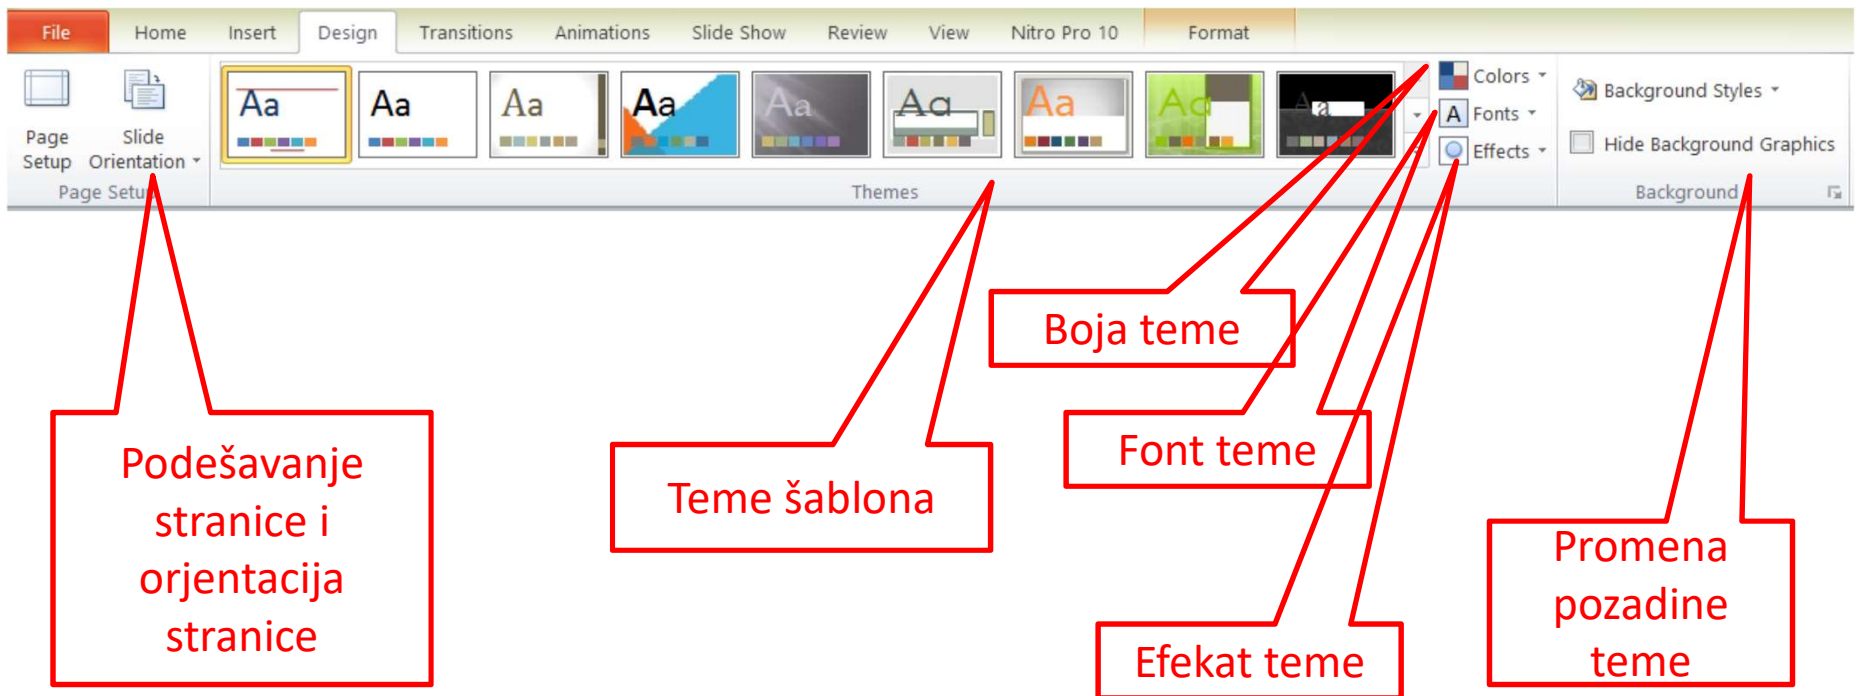 File Home Insert Design Transitions Animations Slide Show Review View Nitro Pro 10 Format
Page
Setup
Slide
Orientation
Page Setup
Aa Aa Aa Aa Aa Aa Aa Aa Aa
Themes
Colors
A Fonts
Effects
Background Styles
Hide Background Graphics
Background
Boja teme
Font teme
Teme šablona
Podešavanje
stranice i
orjentacija
stranice
Efekat teme
Promena
pozadine
teme